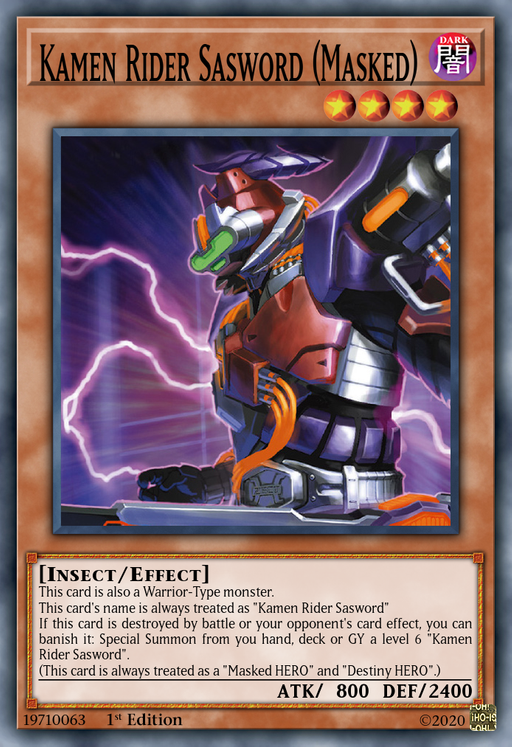 Kamen Rider Sasword (Masked)
DARK
闇
[Insect/Effect]
This card is also a Warrior-Type monster.
This card's name is always treated as "Kamen Rider Sasword"
If this card is destroyed by battle or your opponent's card effect, you can
banish it: Special Summon from you hand, deck or GY a level 6 "Kamen
Rider Sasword".
(This card is always treated as a "Masked HERO" and "Destiny HERO".)
ATK/ 800 DEF/2400
19710063 1st Edition ©2020